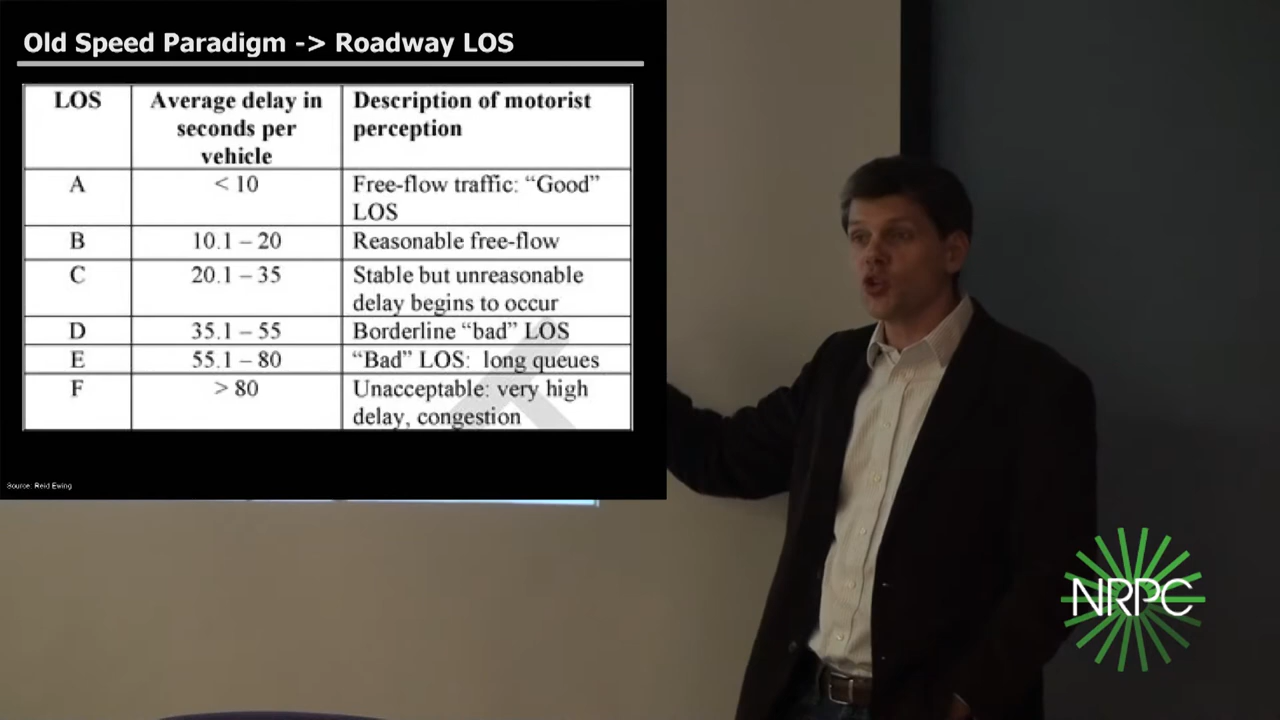 Old Speed Paradigm -> Roadway LOS
LOS
Average delay in
seconds per
vehicle
Description of motorist
perception
A
< 10
Free-flow traffic: “Good”
LOS
B
10.1 – 20
Reasonable free-flow
C
20.1 – 35
Stable but unreasonable
delay begins to occur
D
35.1 – 55
Borderline “bad” LOS
E
55.1 – 80
“Bad” LOS:  long queues
F
> 80
Unacceptable: very high
delay, congestion
Source: Reid Ewing
NRPC